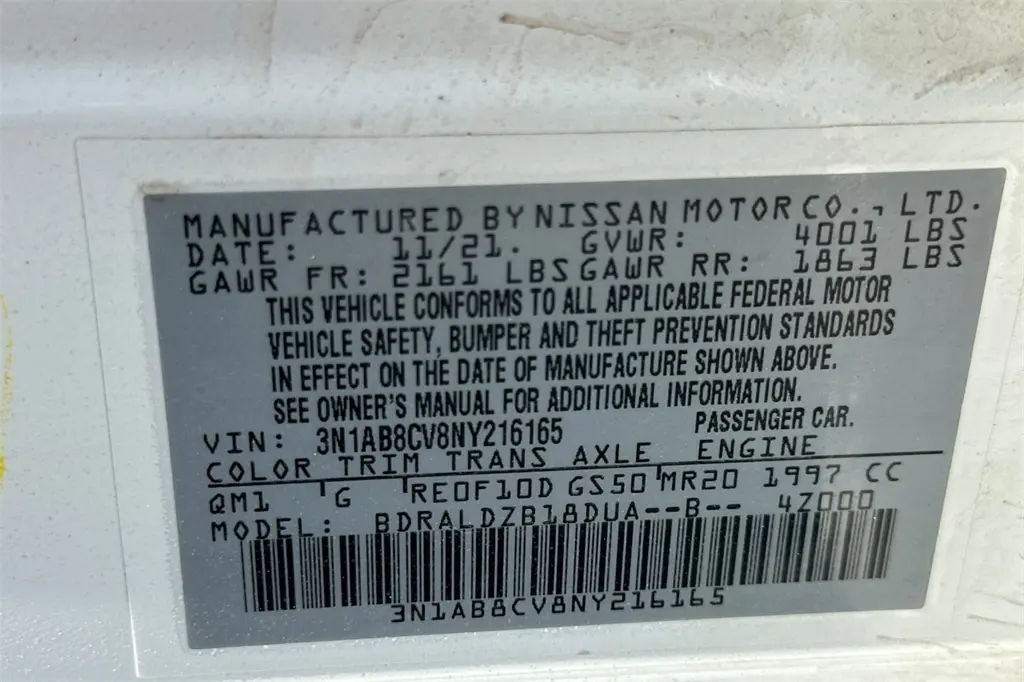 MANUFACTURED BY NISSAN MOTOR CO., LTD.
DATE: 11/21. GVWR: 4001 LBS
GAWR FR: 2161 LBS GAWR RR: 1863 LBS
THIS VEHICLE CONFORMS TO ALL APPLICABLE FEDERAL MOTOR
VEHICLE SAFETY, BUMPER AND THEFT PREVENTION STANDARDS
IN EFFECT ON THE DATE OF MANUFACTURE SHOWN ABOVE.
SEE OWNER'S MANUAL FOR ADDITIONAL INFORMATION.
VIN: 3N1AB8CV8NY216165 PASSENGER CAR.
COLOR TRIM TRANS AXLE ENGINE
QM1 G RE0F10D GS50 MR20 1997 CC
MODEL: BDRALDZB18DUA--B-- 4Z000
3N1AB8CV8NY216165